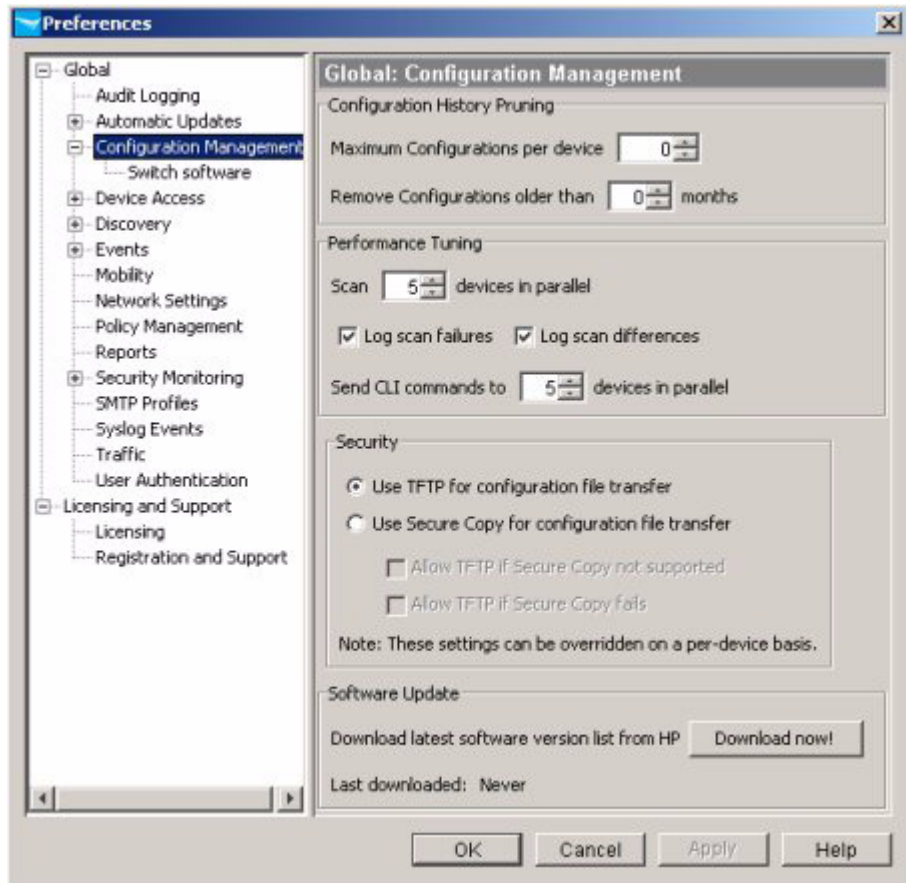 Preferences
Global
Audit Logging
Automatic Updates
Configuration Management
Switch software
Device Access
Discovery
Events
Mobility
Network Settings
Policy Management
Reports
Security Monitoring
SMTP Profiles
Syslog Events
Traffic
User Authentication
Licensing and Support
Licensing
Registration and Support
Global: Configuration Management
Configuration History Pruning
Maximum Configurations per device 0
Remove Configurations older than 0 months
Performance Tuning
Scan 5 devices in parallel
Log scan failures Log scan differences
Send CLI commands to 5 devices in parallel
Security
Use TFTP for configuration file transfer
Use Secure Copy for configuration file transfer
Allow TFTP if Secure Copy not supported
Allow TFTP if Secure Copy fails
Note: These settings can be overridden on a per-device basis.
Software Update
Download latest software version list from HP Download now!
Last downloaded: Never
OK Cancel Apply Help